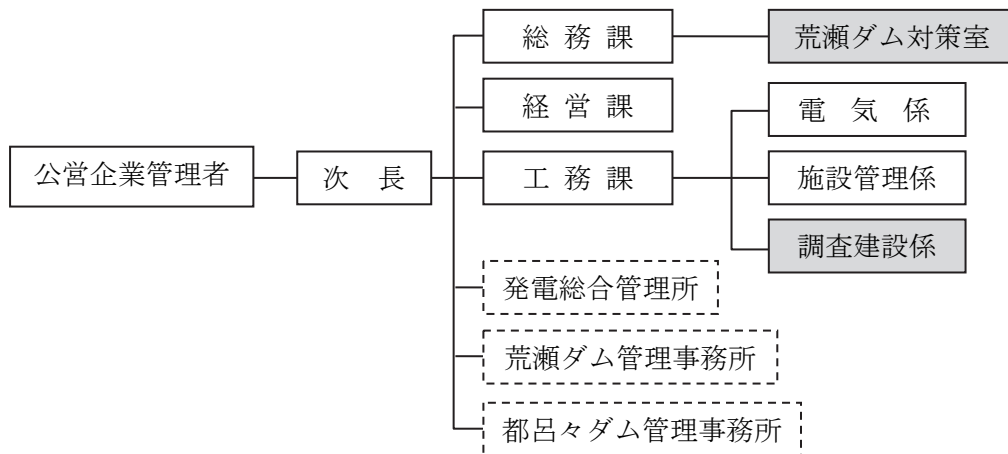 総務課
荒瀬ダム対策室
経営課
電気係
公営企業管理者
次長
工務課
施設管理係
調査建設係
発電総合管理所
荒瀬ダム管理事務所
都呂々ダム管理事務所